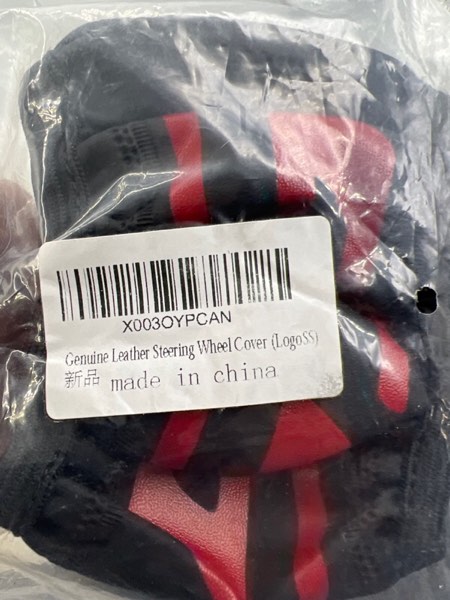 X003OYPCAN
Genuine Leather Steering Wheel Cover (LogoSS)
新品 made in china